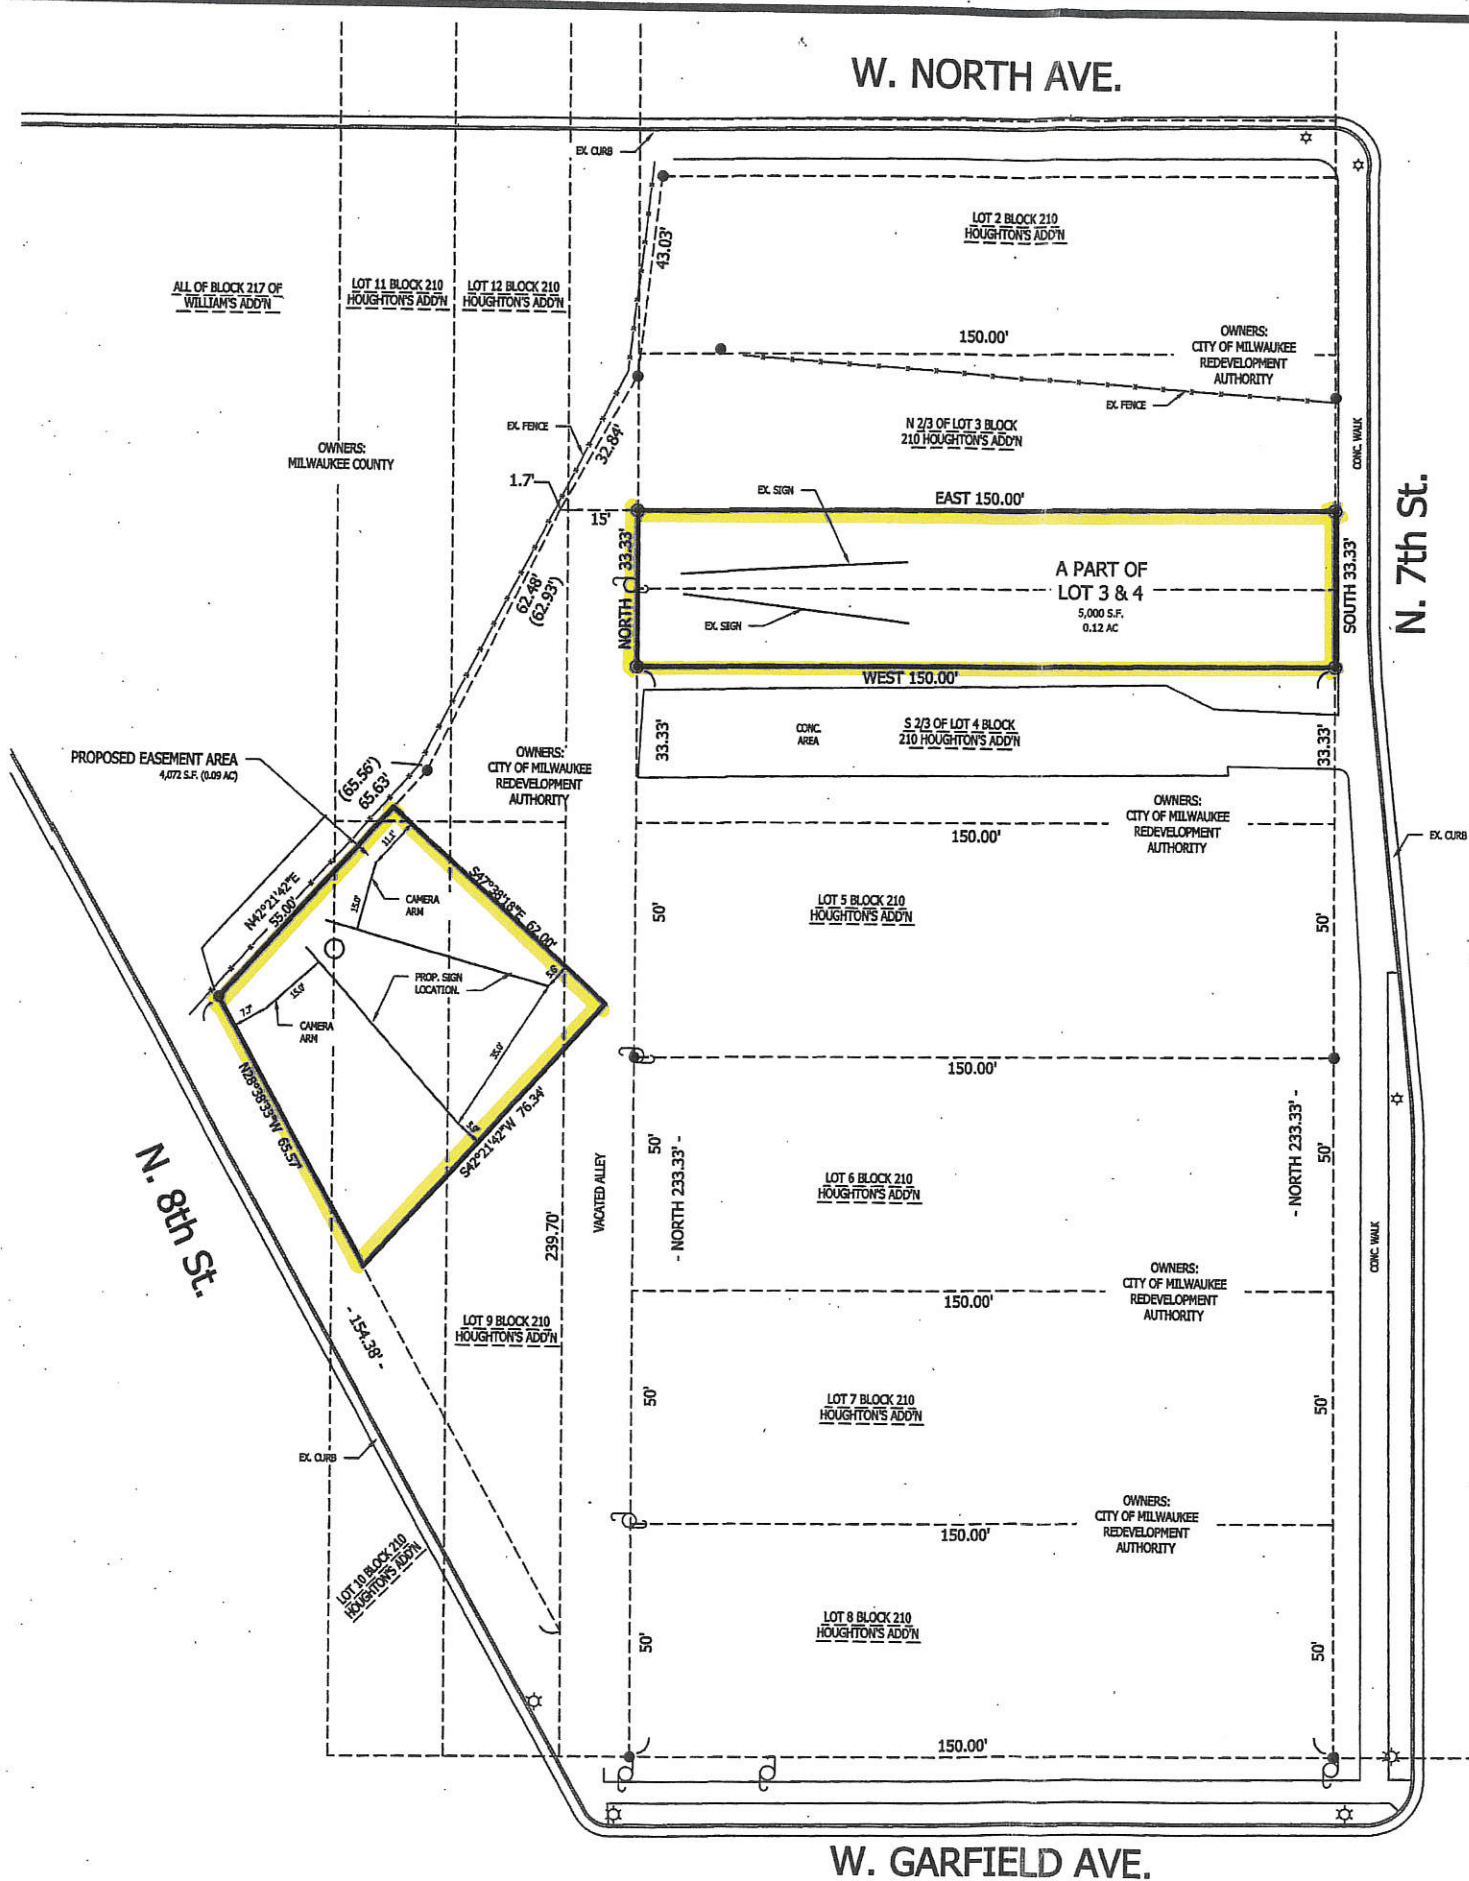 W. NORTH AVE.
EX. CURB
LOT 2 BLOCK 210
HOUGHTON'S ADD'N
43.03'
ALL OF BLOCK 217 OF
WILLIAM'S ADD'N
LOT 11 BLOCK 210
HOUGHTON'S ADD'N
LOT 12 BLOCK 210
HOUGHTON'S ADD'N
150.00'
OWNERS:
CITY OF MILWAUKEE
REDEVELOPMENT
AUTHORITY
EX. FENCE
N 2/3 OF LOT 3 BLOCK
210 HOUGHTON'S ADD'N
CONC. WALK
EX. FENCE
32.84'
OWNERS:
MILWAUKEE COUNTY
1.7'
15'
EX. SIGN
EAST 150.00'
NORTH 33.33'
62.48'
(62.93')
A PART OF
LOT 3 & 4
5,000 S.F.
0.12 AC
EX. SIGN
SOUTH 33.33'
N. 7th St.
WEST 150.00'
33.33'
CONC.
AREA
S 2/3 OF LOT 4 BLOCK
210 HOUGHTON'S ADD'N
33.33'
PROPOSED EASEMENT AREA
4,072 S.F. (0.09 AC)
(65.56')
65.63'
OWNERS:
CITY OF MILWAUKEE
REDEVELOPMENT
AUTHORITY
OWNERS:
CITY OF MILWAUKEE
REDEVELOPMENT
AUTHORITY
150.00'
EX. CURB
11.1'
N42°21'42"E
55.00'
S47°38'18"E 62.00'
15.0'
CAMERA
ARM
LOT 5 BLOCK 210
HOUGHTON'S ADD'N
50'
50'
PROP. SIGN
LOCATION.
15.0'
7.7'
CAMERA
ARM
35.0'
N28°38'33"W 65.57'
S42°21'42"W 76.34'
150.00'
N. 8th St.
239.70'
VACATED ALLEY
50'
- NORTH 233.33' -
LOT 6 BLOCK 210
HOUGHTON'S ADD'N
- NORTH 233.33' -
50'
CONC. WALK
OWNERS:
CITY OF MILWAUKEE
REDEVELOPMENT
AUTHORITY
150.00'
- 154.38' -
LOT 9 BLOCK 210
HOUGHTON'S ADD'N
50'
LOT 7 BLOCK 210
HOUGHTON'S ADD'N
50'
EX. CURB
OWNERS:
CITY OF MILWAUKEE
REDEVELOPMENT
AUTHORITY
150.00'
LOT 10 BLOCK 210
HOUGHTON'S ADD'N
50'
LOT 8 BLOCK 210
HOUGHTON'S ADD'N
50'
150.00'
W. GARFIELD AVE.